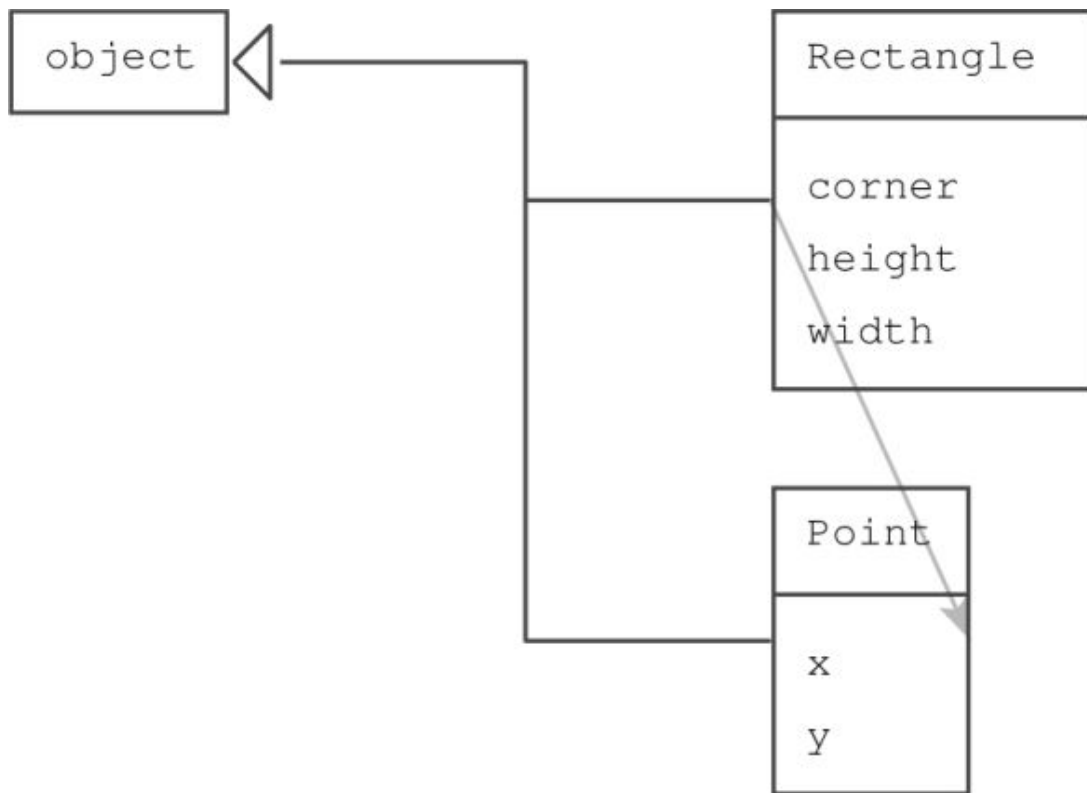 object
Rectangle
corner
height
width
Point
x
y